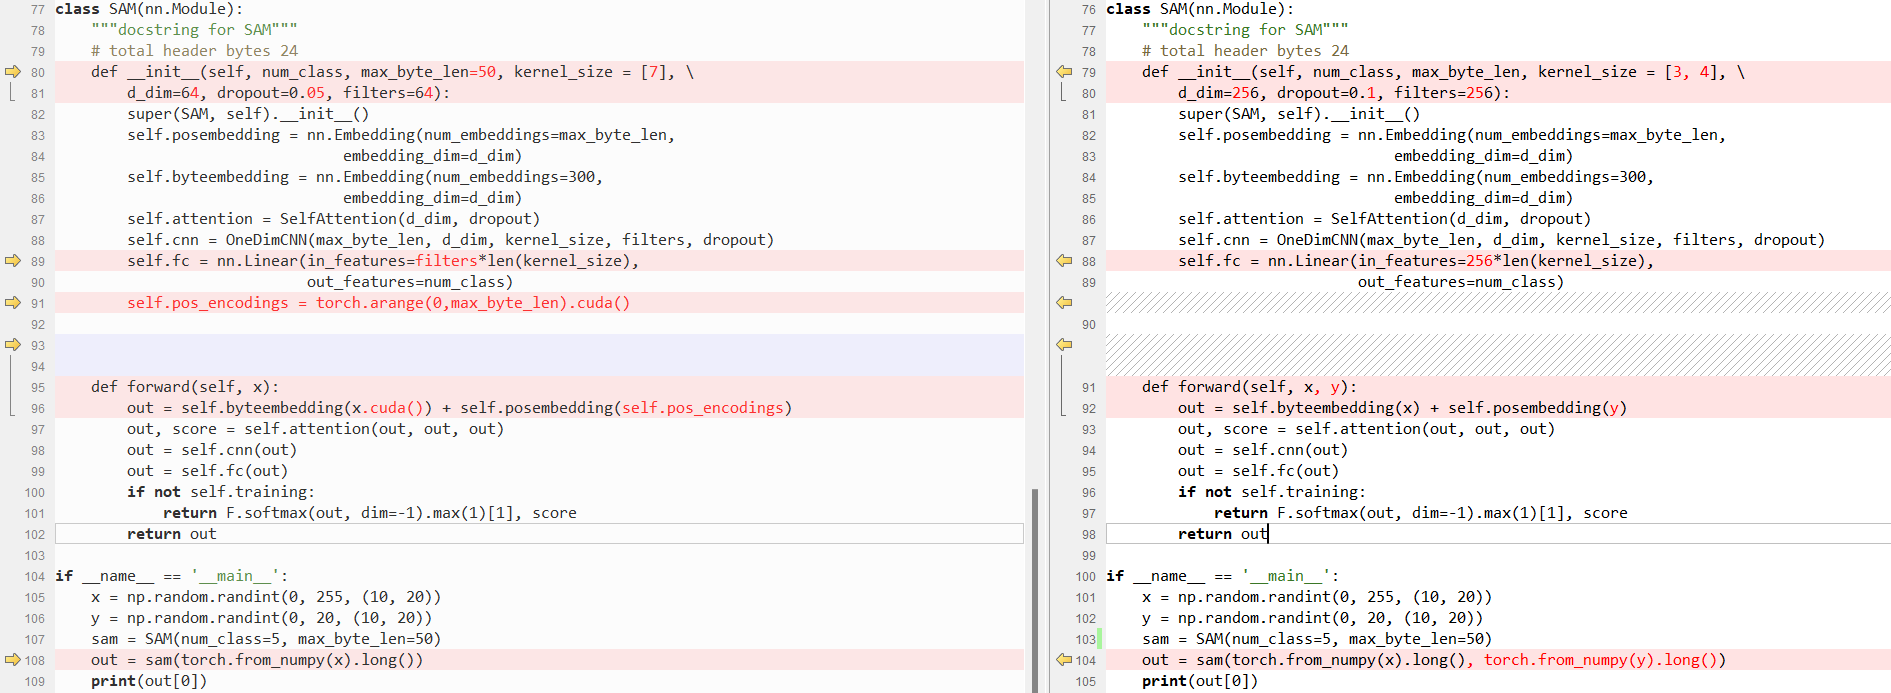 77 class SAM(nn.Module):
78     """docstring for SAM"""
79     # total header bytes 24
80     def __init__(self, num_class, max_byte_len=50, kernel_size = [7], \
81         d_dim=64, dropout=0.05, filters=64):
82         super(SAM, self).__init__()
83         self.posembedding = nn.Embedding(num_embeddings=max_byte_len,
84                                 embedding_dim=d_dim)
85         self.byteembedding = nn.Embedding(num_embeddings=300,
86                                 embedding_dim=d_dim)
87         self.attention = SelfAttention(d_dim, dropout)
88         self.cnn = OneDimCNN(max_byte_len, d_dim, kernel_size, filters, dropout)
89         self.fc = nn.Linear(in_features=filters*len(kernel_size),
90                             out_features=num_class)
91         self.pos_encodings = torch.arange(0,max_byte_len).cuda()
92
93
94
95     def forward(self, x):
96         out = self.byteembedding(x.cuda()) + self.posembedding(self.pos_encodings)
97         out, score = self.attention(out, out, out)
98         out = self.cnn(out)
99         out = self.fc(out)
100         if not self.training:
101             return F.softmax(out, dim=-1).max(1)[1], score
102         return out
103
104 if __name__ == '__main__':
105     x = np.random.randint(0, 255, (10, 20))
106     y = np.random.randint(0, 20, (10, 20))
107     sam = SAM(num_class=5, max_byte_len=50)
108     out = sam(torch.from_numpy(x).long())
109     print(out[0])
76 class SAM(nn.Module):
77     """docstring for SAM"""
78     # total header bytes 24
79     def __init__(self, num_class, max_byte_len, kernel_size = [3, 4], \
80         d_dim=256, dropout=0.1, filters=256):
81         super(SAM, self).__init__()
82         self.posembedding = nn.Embedding(num_embeddings=max_byte_len,
83                                 embedding_dim=d_dim)
84         self.byteembedding = nn.Embedding(num_embeddings=300,
85                                 embedding_dim=d_dim)
86         self.attention = SelfAttention(d_dim, dropout)
87         self.cnn = OneDimCNN(max_byte_len, d_dim, kernel_size, filters, dropout)
88         self.fc = nn.Linear(in_features=256*len(kernel_size),
89                             out_features=num_class)
90
91     def forward(self, x, y):
92         out = self.byteembedding(x) + self.posembedding(y)
93         out, score = self.attention(out, out, out)
94         out = self.cnn(out)
95         out = self.fc(out)
96         if not self.training:
97             return F.softmax(out, dim=-1).max(1)[1], score
98         return out
99
100 if __name__ == '__main__':
101     x = np.random.randint(0, 255, (10, 20))
102     y = np.random.randint(0, 20, (10, 20))
103     sam = SAM(num_class=5, max_byte_len=50)
104     out = sam(torch.from_numpy(x).long(), torch.from_numpy(y).long())
105     print(out[0])